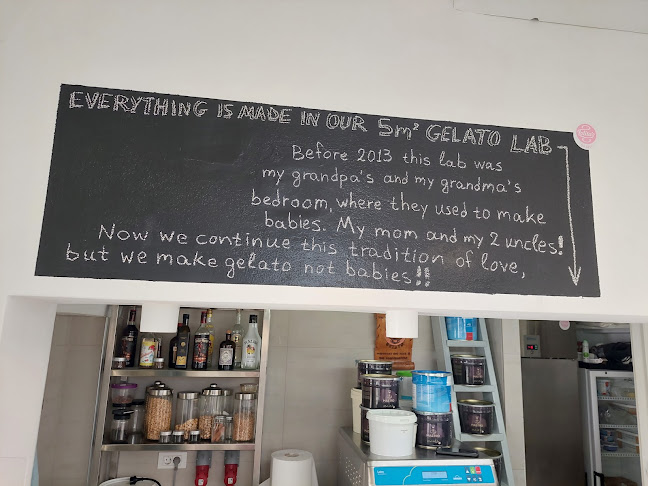 EVERYTHING IS MADE IN OUR 5m² GELATO LAB
Before 2013 this lab was
my grandpa's and my grandma's
bedroom, where they used to make
babies. My mom and my 2 uncles!
Now we continue this tradition of love,
but we make gelato not babies!!